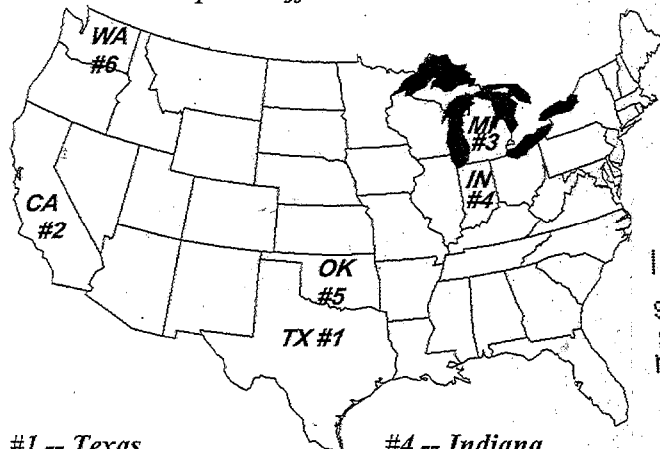 WA
#6
MI
#3
IN
#4
CA
#2
OK
#5
TX #1
#1 -- Texas
#4 -- Indiana